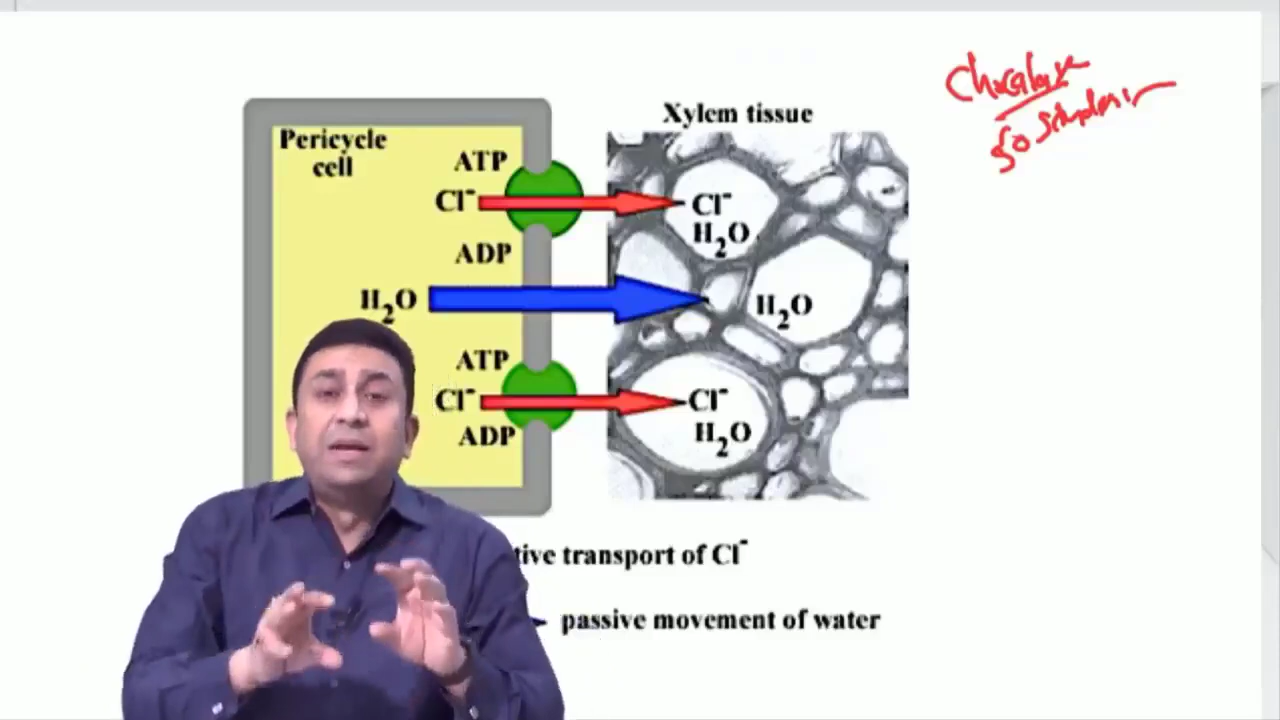 Xylem tissue
Pericycle
cell
ATP
Cl⁻
ADP
H₂O
ATP
Cl⁻
ADP
Cl⁻
H₂O
H₂O
Cl⁻
H₂O
tive transport of Cl⁻
passive movement of water